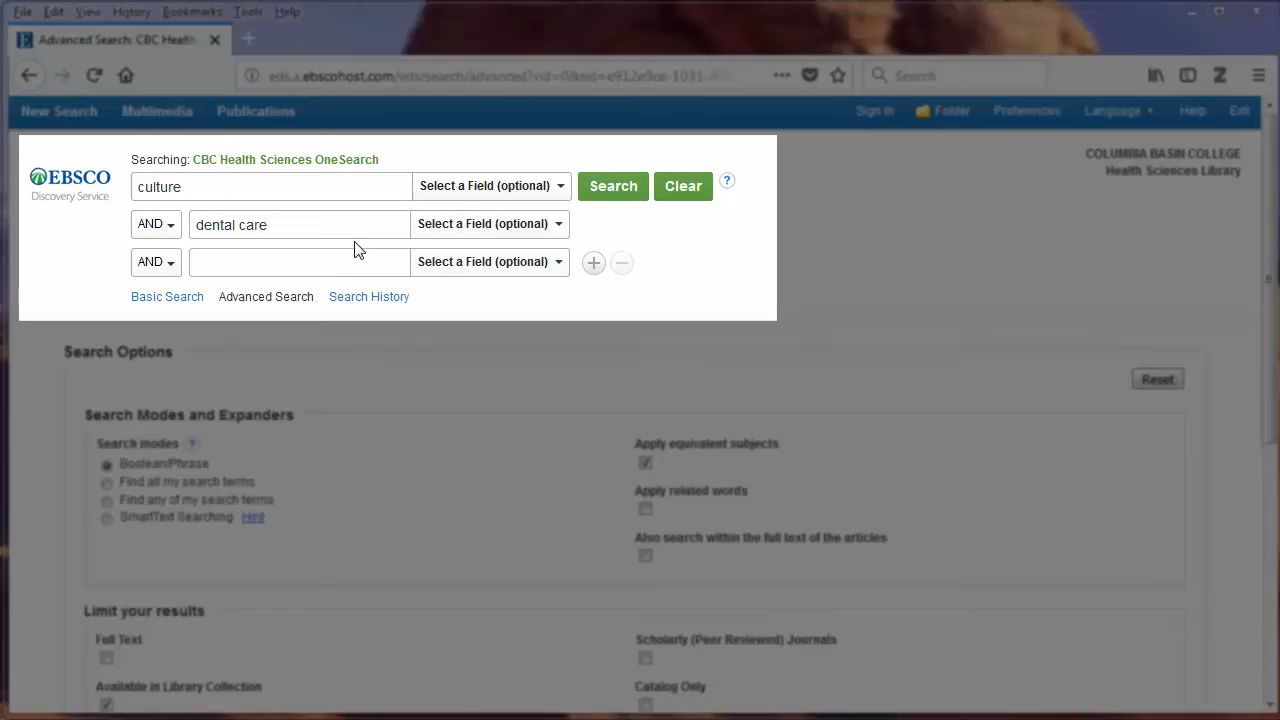 File Edit View History Bookmarks Tools Help
Advanced Search: CBC Health
eds.a.ebscohost.com/eds/search/advanced?vid=0&sid=e912e9ce-1031-
Search
New Search Multimedia Publications Sign In Folder Preferences Language Help Exit
COLUMBIA BASIN COLLEGE
Health Sciences Library
EBSCO
Discovery Service
Searching: CBC Health Sciences OneSearch
culture Select a Field (optional) Search Clear ?
AND dental care Select a Field (optional)
AND Select a Field (optional)
Basic Search Advanced Search Search History
Search Options
Reset
Search Modes and Expanders
Search modes ?
Boolean/Phrase
Find all my search terms
Find any of my search terms
SmartText Searching Hint
Apply equivalent subjects
Apply related words
Also search within the full text of the articles
Limit your results
Full Text
Scholarly (Peer Reviewed) Journals
Available in Library Collection
Catalog Only